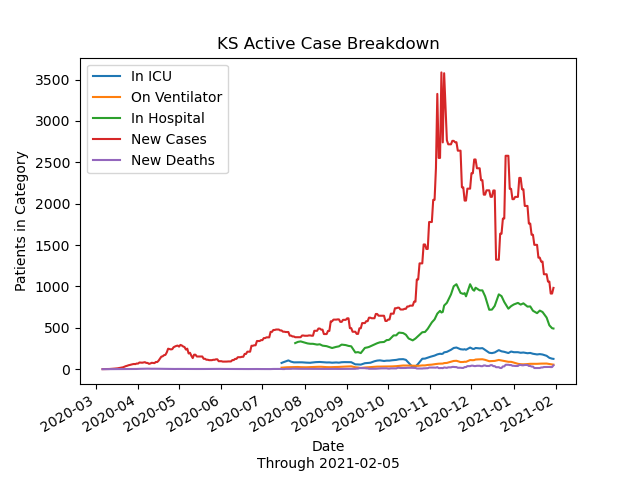 KS Active Case Breakdown
In ICU
On Ventilator
In Hospital
New Cases
New Deaths
Patients in Category
3500
3000
2500
2000
1500
1000
500
0
2020-03
2020-04
2020-05
2020-06
2020-07
2020-08
2020-09
2020-10
2020-11
2020-12
2021-01
2021-02
Date
Through 2021-02-05